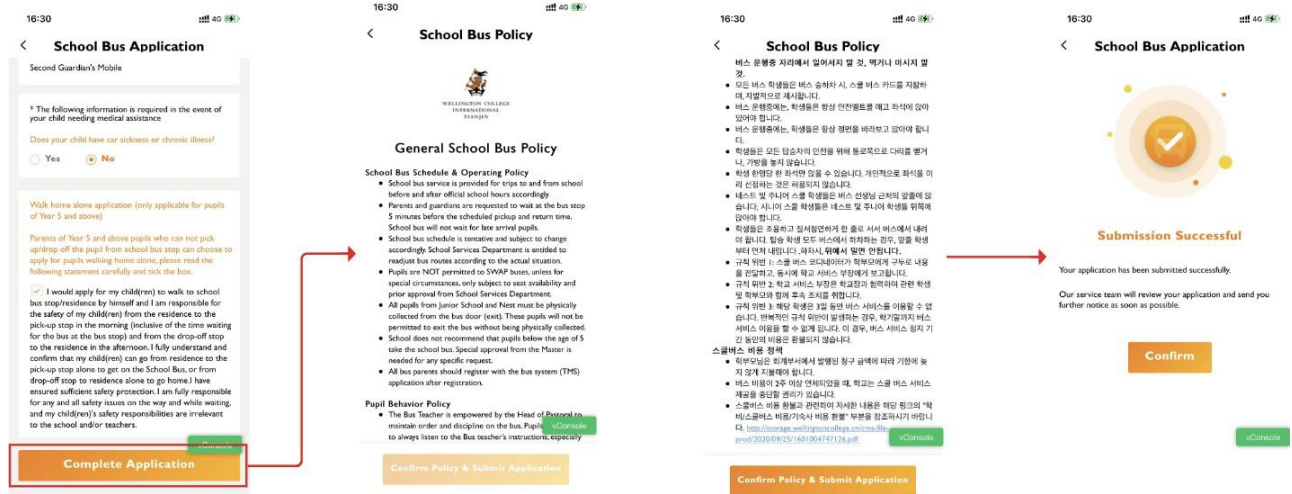 16:30
4G
School Bus Application
Second Guardian's Mobile
* The following information is required in the event of
your child needing medical assistance
Does your child have car sickness or chronic illness?
Yes
No
Walk home alone application (only applicable for pupils
of Year 5 and above)
Parents of Year 5 and above pupils who can not pick
up/drop off the pupil from school bus stop can choose to
apply for pupils walking home alone, please read the
following statement carefully and tick the box.
I would apply for my child(ren) to walk to school
bus stop/residence by himself and I am responsible for
the safety of my child(ren) from the residence to the
pick-up stop in the morning (inclusive of the time waiting
for the bus at the bus stop) and from the drop-off stop
to the residence in the afternoon. I fully understand and
confirm that my child(ren) can go from residence to the
pick-up stop alone to get on the School Bus, or from
drop-off stop to residence alone to go home.I have
ensured sufficient safety protection. I am fully responsible
for any and all safety issues on the way and while waiting,
and my child(ren)'s safety responsibilities are irrelevant
to the school and/or teachers.
vConsole
Complete Application
16:30
4G
School Bus Policy
WELLINGTON COLLEGE
INTERNATIONAL
TIANJIN
General School Bus Policy
School Bus Schedule & Operating Policy
• School bus service is provided for trips to and from school
before and after official school hours accordingly.
• Parents and guardians are requested to wait at the bus stop
5 minutes before the scheduled pickup and return time.
School bus will not wait for late arrival pupils.
• School bus schedule is tentative and subject to change
accordingly. School Services Department is entitled to
readjust bus routes according to the actual situation.
• Pupils are NOT permitted to SWAP buses, unless for
special circumstances, only subject to seat availability and
prior approval from School Services Department.
• All pupils from Junior School and Nest must be physically
collected from the bus door (exit). These pupils will not be
permitted to exit the bus without being physically collected.
• School does not recommend that pupils below the age of 5
take the school bus. Special approval from the Master is
needed for any specific request.
• All bus parents should register with the bus system (TMS)
application after registration.
Pupil Behavior Policy
• The Bus Teacher is empowered by the Head of Pastoral to
maintain order and discipline on the bus. Pupils
to always listen to the Bus teacher's instructions, especially
vConsole
Confirm Policy & Submit Application
16:30
4G
School Bus Policy
버스 운행중 자리에서 일어서지 말 것, 먹거나 마시지 말
것.
• 모든 버스 학생들은 버스 승하차 시, 스쿨 버스 카드를 지참하
며, 자발적으로 제시합니다.
• 버스 운행중에는, 학생들은 항상 안전벨트를 매고 좌석에 앉아
있어야 합니다.
• 버스 운행중에는, 학생들은 항상 정면을 바라보고 앉아야 합니
다.
• 학생들은 모든 탑승자의 안전을 위해 통로쪽으로 다리를 뻗거
나, 가방을 놓지 않습니다.
• 학생 한명당 한 좌석만 앉을 수 있습니다. 개인적으로 좌석을 미
리 선점하는 것은 허용되지 않습니다.
• 네스트 및 주니어 스쿨 학생들은 버스 선생님 근처의 앞줄에 앉
습니다; 시니어 스쿨 학생들은 네스트 및 주니어 학생들 뒤쪽에
앉아야 합니다.
• 학생들은 조용하고 질서정연하게 한 줄로 서서 버스에서 내려
야 합니다. 탑승 학생 모두 버스에서 하차하는 경우, 앞줄 학생
부터 먼저 내립니다 .하차시, 뒤에서 밀면 안됩니다.
• 규칙 위반 1: 스쿨 버스 코디네이터가 학부모에게 구두로 내용
을 전달하고, 동시에 학교 서비스 부장에게 보고합니다.
• 규칙 위반 2: 학교 서비스 부장은 학교장과 협력하여 관련 학생
및 학부모와 함께 후속 조치를 취합니다.
• 규칙 위반 3: 해당 학생은 3일 동안 버스 서비스를 이용할 수 없
습니다. 반복적인 규칙 위반이 발생하는 경우, 학기말까지 버스
서비스 이용을 할 수 없게 됩니다. 이 경우, 버스 서비스 정지 기
간 동안의 비용은 환불되지 않습니다.
스쿨버스 비용 정책
• 학부모님은 회계부서에서 발행된 청구 금액에 따라 기한에 늦
지 않게 지불해야 합니다.
• 버스 비용이 2주 이상 연체되었을 때, 학교는 스쿨 버스 서비스
제공을 중단할 권리가 있습니다.
• 스쿨버스 비용 환불과 관련하여 자세한 내용은 해당 링크의 "학
비/스쿨버스 비용/기숙사 비용 환불" 부분을 참조하시기 바랍니
다. http://storage.wellingtoncollege.cn/cms-file-
prod/2020/09/25/1601004747126.pdf
vConsole
Confirm Policy & Submit Application
16:30
4G
School Bus Application
Submission Successful
Your application has been submitted successfully.
Our service team will review your application and send you
further notice as soon as possible.
Confirm
vConsole